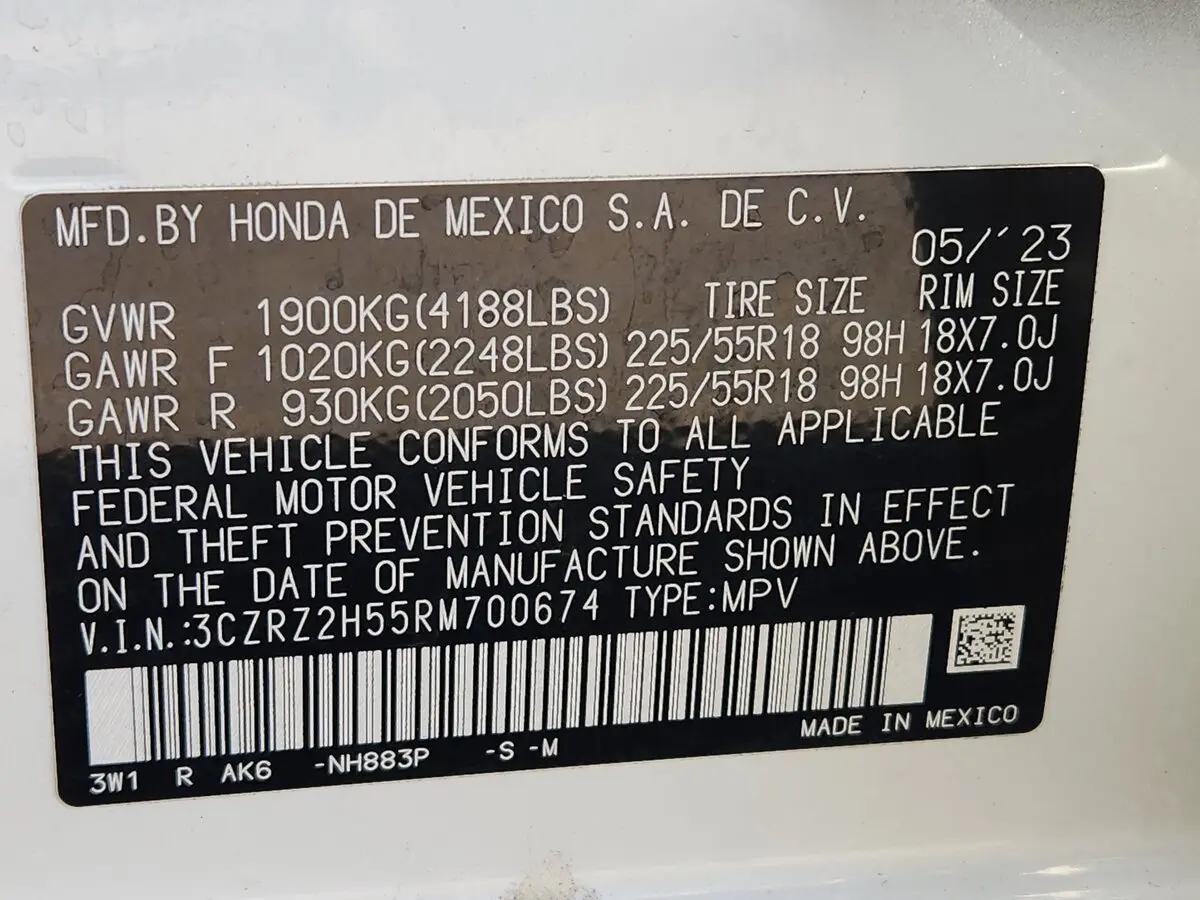 MFD.BY HONDA DE MEXICO S.A. DE C.V.
05/´23
GVWR 1900KG(4188LBS) TIRE SIZE RIM SIZE
GAWR F 1020KG(2248LBS) 225/55R18 98H 18X7.0J
GAWR R 930KG(2050LBS) 225/55R18 98H 18X7.0J
THIS VEHICLE CONFORMS TO ALL APPLICABLE
FEDERAL MOTOR VEHICLE SAFETY
AND THEFT PREVENTION STANDARDS IN EFFECT
ON THE DATE OF MANUFACTURE SHOWN ABOVE.
V.I.N.:3CZRZ2H55RM700674 TYPE:MPV
MADE IN MEXICO
3W1 R AK6 -NH883P -S -M